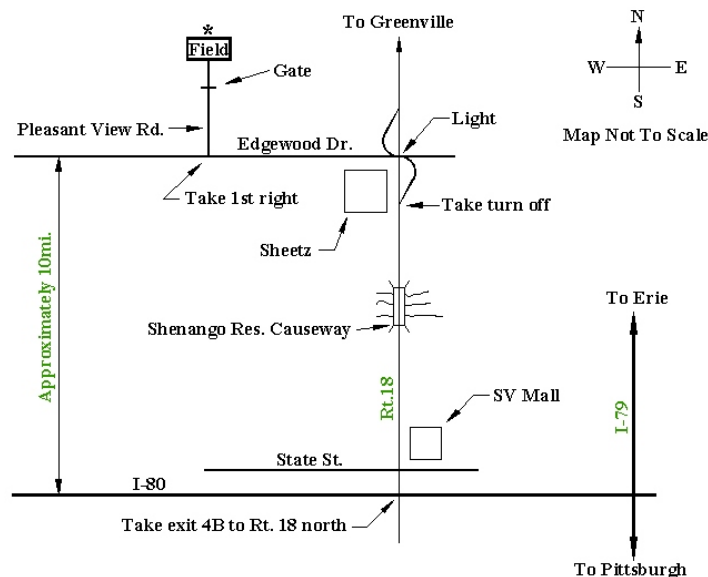 To Greenville
N
*
Field
Gate
W E
S
Pleasant View Rd.
Light
Map Not To Scale
Edgewood Dr.
Take 1st right
Take turn off
Sheetz
Approximately 10mi.
To Erie
Shenango Res. Causeway
Rt.18
SV Mall
I-79
State St.
I-80
Take exit 4B to Rt. 18 north
To Pittsburgh